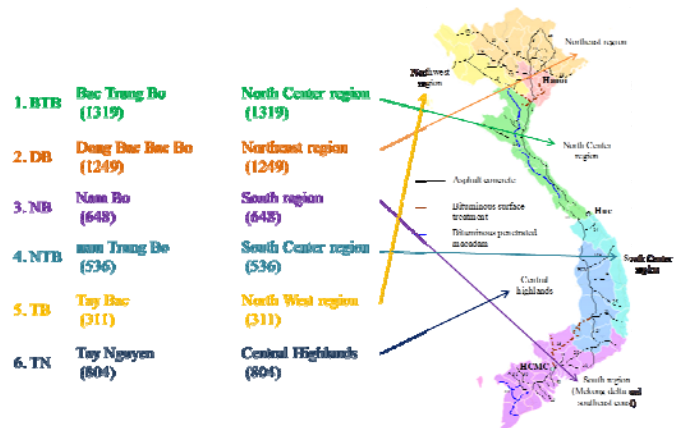 1. BTB Bac Trung Bo North Center region
(1319) (1319)
2. DB Dong Bac Bac Bo Northeast region
(1249) (1249)
3. NB Nam Bo South region
(648) (648)
4. NTB nam Trung Bo South Center region
(536) (536)
5. TB Tay Bac North West region
(311) (311)
6. TN Tay Nguyen Central Highlands
(804) (804)
Northeast region
Northwest
region
Hanoi
North Center
region
Asphalt concrete
Bituminous surface
treatment
Bituminous penetrated
macadam
Hue
South Center
region
Central
highlands
HCMC
South region
(Mekong delta and
southeast coast)